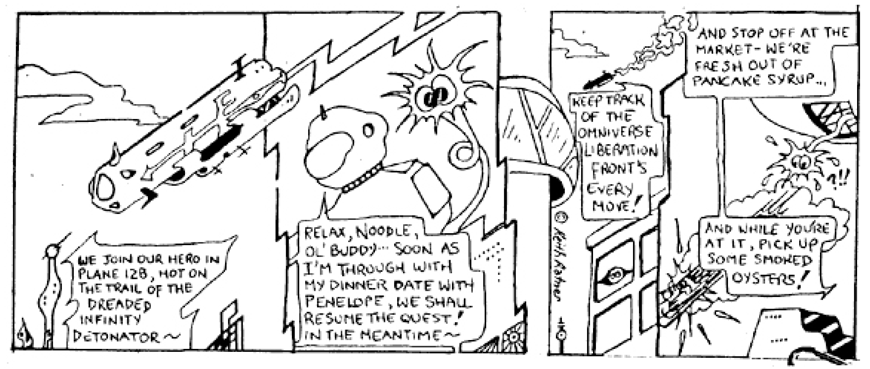 WE JOIN OUR HERO IN
PLANE 12B, HOT ON
THE TRAIL OF THE
DREADED
INFINITY
DETONATOR~
RELAX, NOODLE,
OL' BUDDY... SOON AS
I'M THROUGH WITH
MY DINNER DATE WITH
PENELOPE, WE SHALL
RESUME THE QUEST!
IN THE MEANTIME~
© Keith Ratner
KEEP TRACK
OF THE
OMNIVERSE
LIBERATION
FRONT'S
EVERY
MOVE!
AND STOP OFF AT THE
MARKET- WE'RE
FRESH OUT OF
PANCAKE SYRUP...
?!!
AND WHILE YOU'RE
AT IT, PICK UP
SOME SMOKED
OYSTERS!